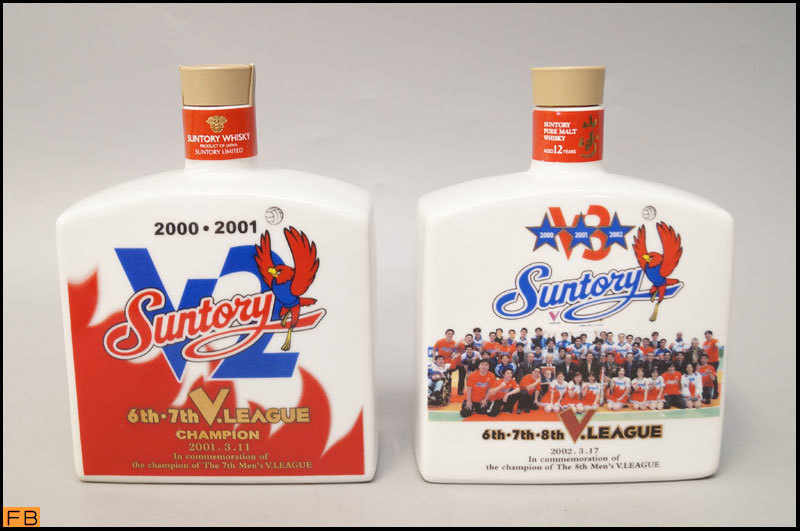 SUNTORY WHISKY
PRODUCT OF JAPAN
SUNTORY LIMITED
2000・2001
V2
Suntory
6th・7th V.LEAGUE
CHAMPION
2001.3.11
In commemoration of
the champion of The 7th Men's V.LEAGUE
SUNTORY
PURE MALT
WHISKY
AGED 12 YEARS
山崎
V3
2000 2001 2002
Suntory
6th・7th・8th V.LEAGUE
2002.3.17
In commemoration of
the champion of The 8th Men's V.LEAGUE
FB